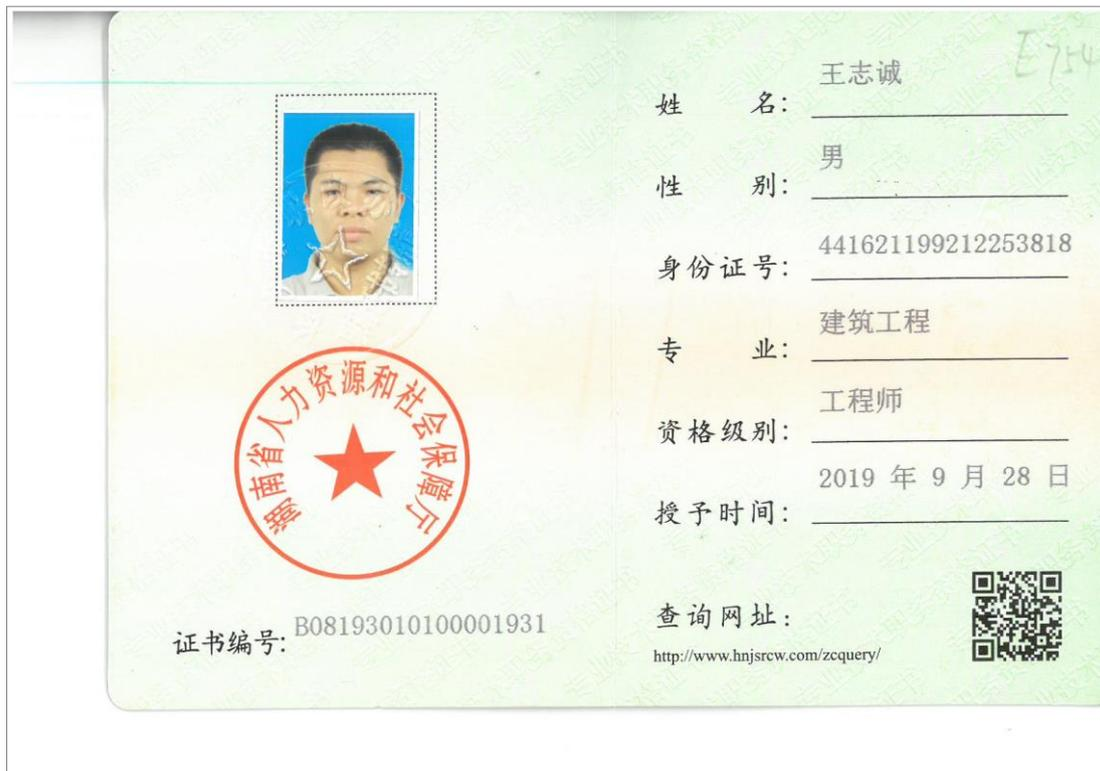 E754
姓名：王志诚
性别：男
身份证号：441621199212253818
专业：建筑工程
资格级别：工程师
授予时间：2019 年 9 月 28 日
湖南省人力资源和社会保障厅
证书编号：B08193010100001931
查询网址：
http://www.hnjsrcw.com/zcquery/